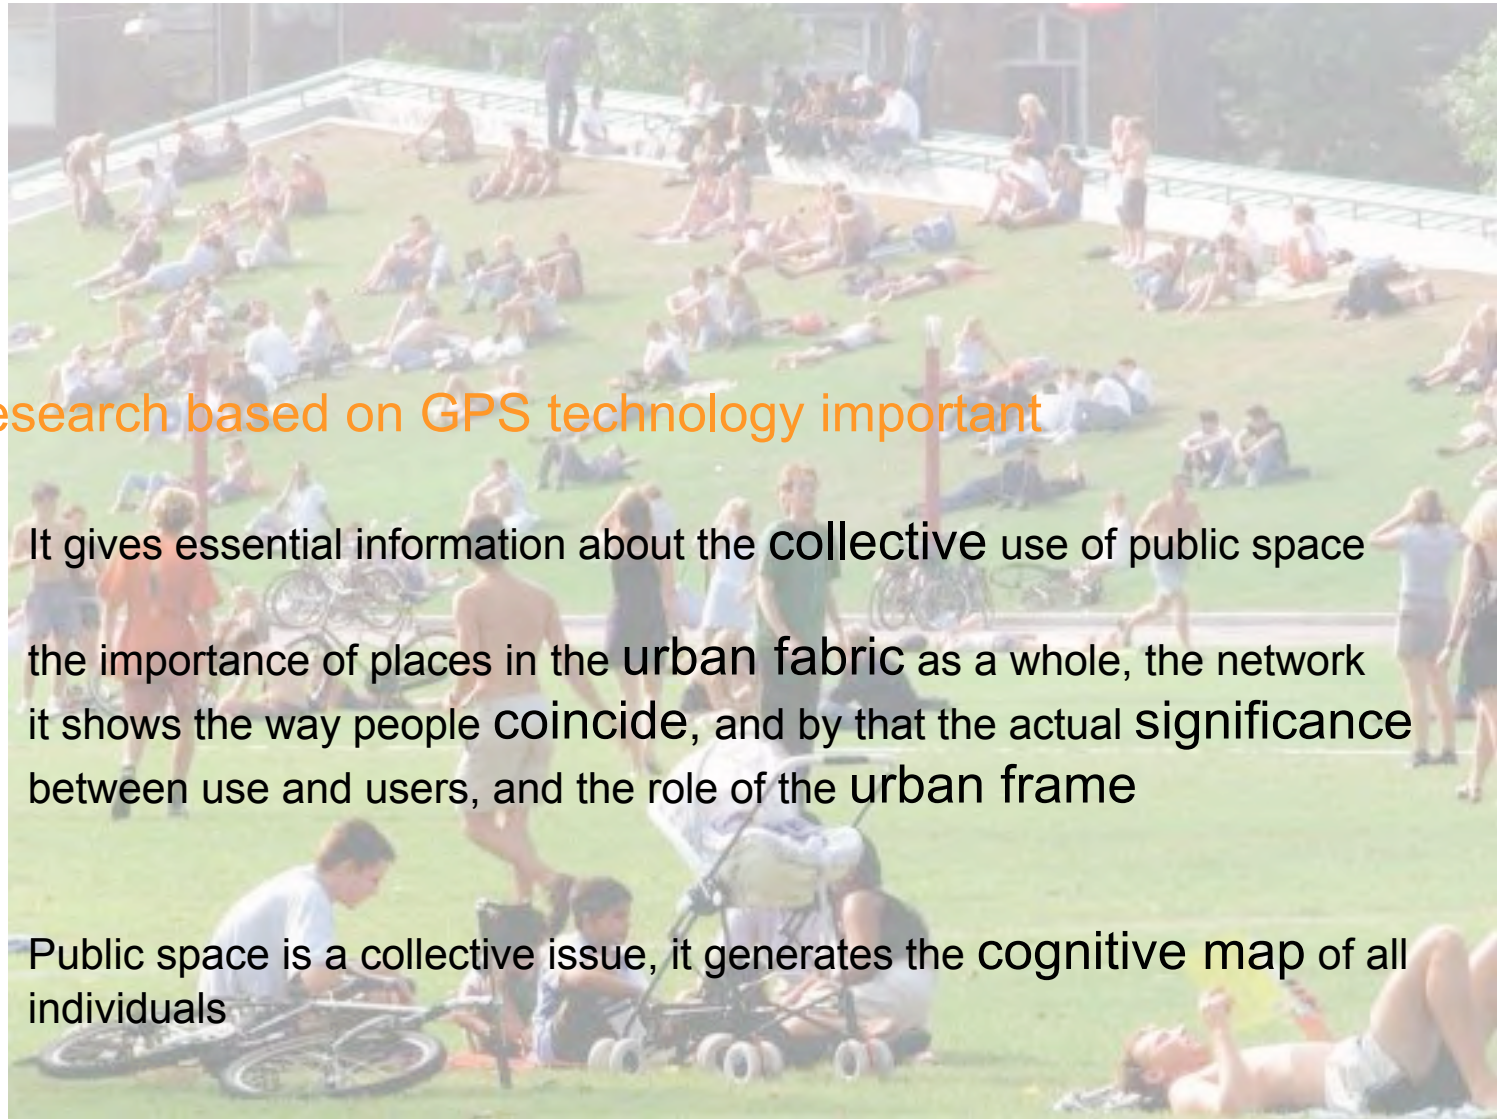 esearch based on GPS technology important
It gives essential information about the collective use of public space
the importance of places in the urban fabric as a whole, the network
it shows the way people coincide, and by that the actual significance
between use and users, and the role of the urban frame
Public space is a collective issue, it generates the cognitive map of all
individuals